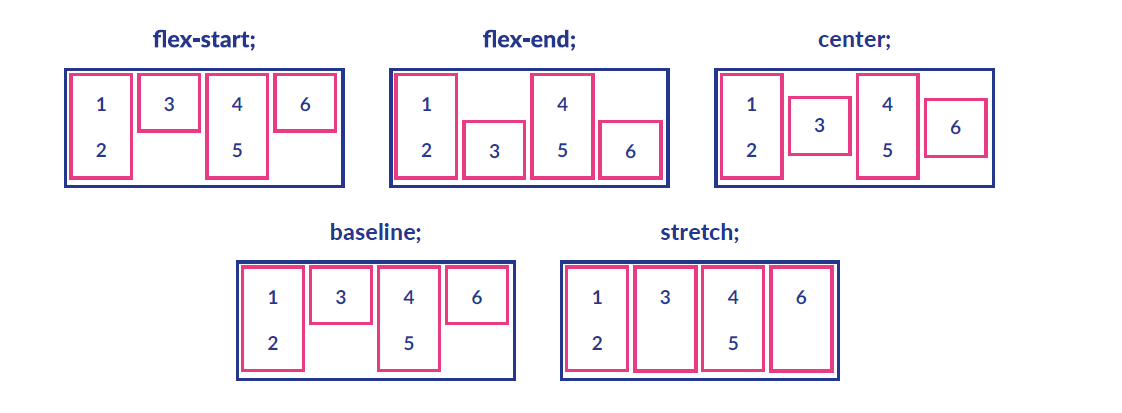 flex-start; flex-end; center;
1 3 4 6 1 4 1 3 4 6
2 5 2 3 5 6 2 5
baseline; stretch;
1 3 4 6 1 3 4 6
2 5 2 5